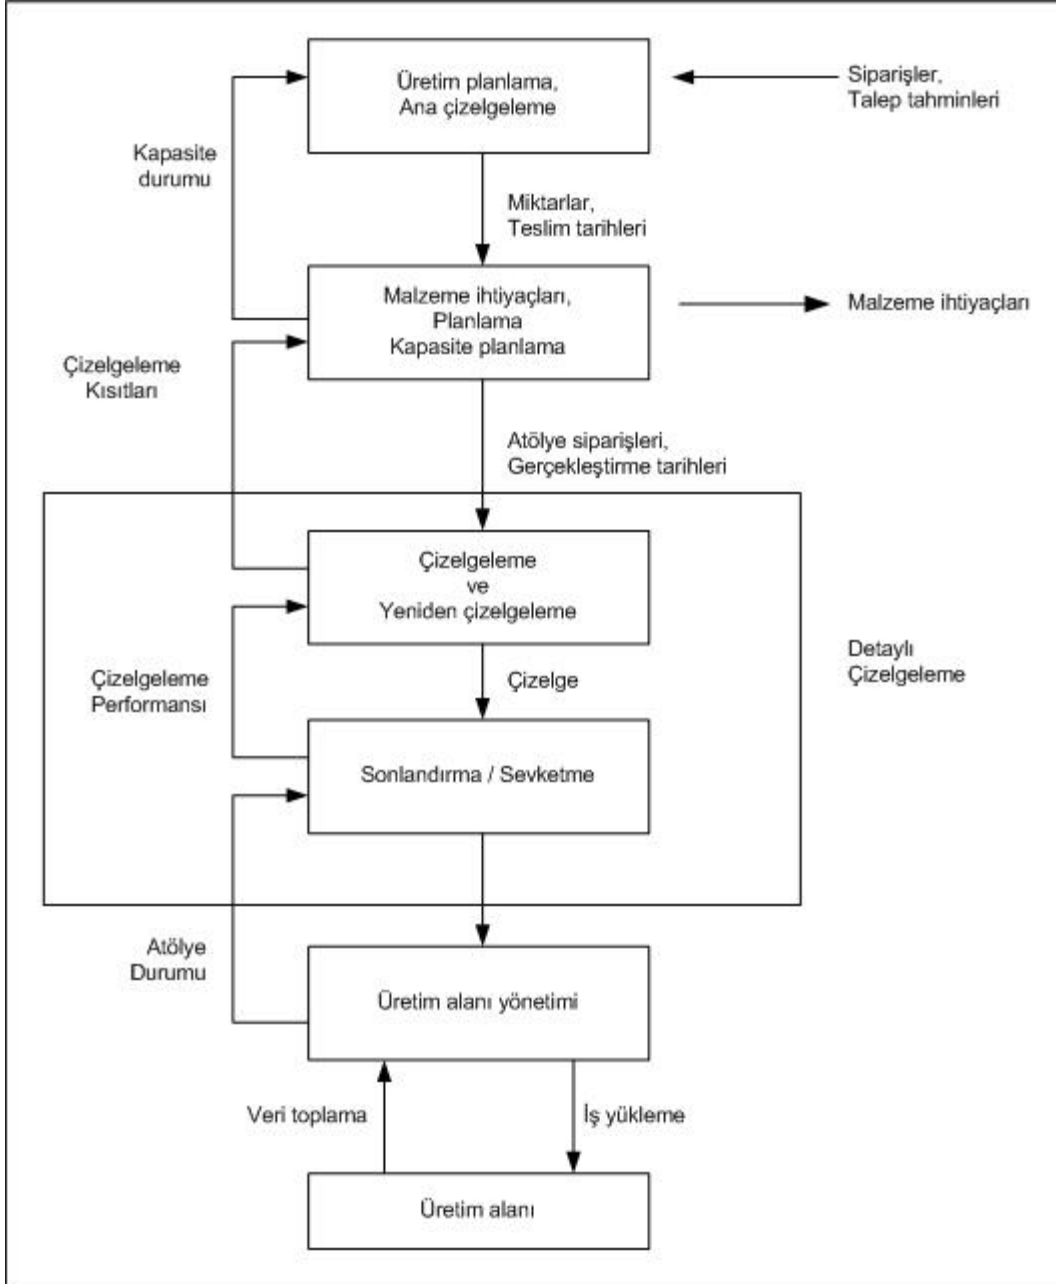 Üretim planlama,
Ana çizelgeleme
Siparişler,
Talep tahminleri
Kapasite
durumu
Miktarlar,
Teslim tarihleri
Malzeme ihtiyaçları,
Planlama
Kapasite planlama
Malzeme ihtiyaçları
Çizelgeleme
Kısıtları
Atölye siparişleri,
Gerçekleştirme tarihleri
Çizelgeleme
ve
Yeniden çizelgeleme
Detaylı
Çizelgeleme
Çizelgeleme
Performansı
Çizelge
Sonlandırma / Sevketme
Atölye
Durumu
Üretim alanı yönetimi
Veri toplama
İş yükleme
Üretim alanı